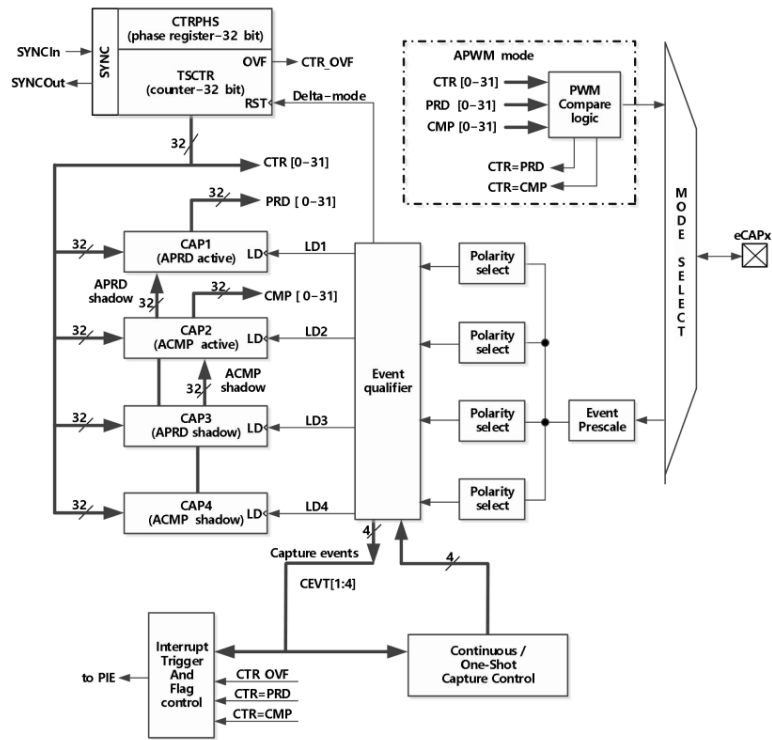 CTRPHS
(phase register-32 bit)
SYNC
SYNCIn
SYNCOut
TSCTR
(counter-32 bit)
OVF
CTR_OVF
RST
Delta-mode
32
CTR [0-31]
32
PRD [ 0-31]
32
CAP1
(APRD active)
LD
LD1
APRD
shadow
32
32
CMP [ 0-31]
32
CAP2
(ACMP active)
LD
LD2
32
ACMP
shadow
32
CAP3
(APRD shadow)
LD
LD3
32
CAP4
(ACMP shadow)
LD
LD4
APWM mode
CTR [0-31]
PRD [0-31]
CMP [0-31]
PWM
Compare
logic
CTR=PRD
CTR=CMP
MODE SELECT
eCAPx
Event
qualifier
Polarity
select
Polarity
select
Polarity
select
Polarity
select
Event
Prescale
4
Capture events
CEVT[1:4]
4
Interrupt
Trigger
And
Flag
control
to PIE
CTR_OVF
CTR=PRD
CTR=CMP
Continuous /
One-Shot
Capture Control